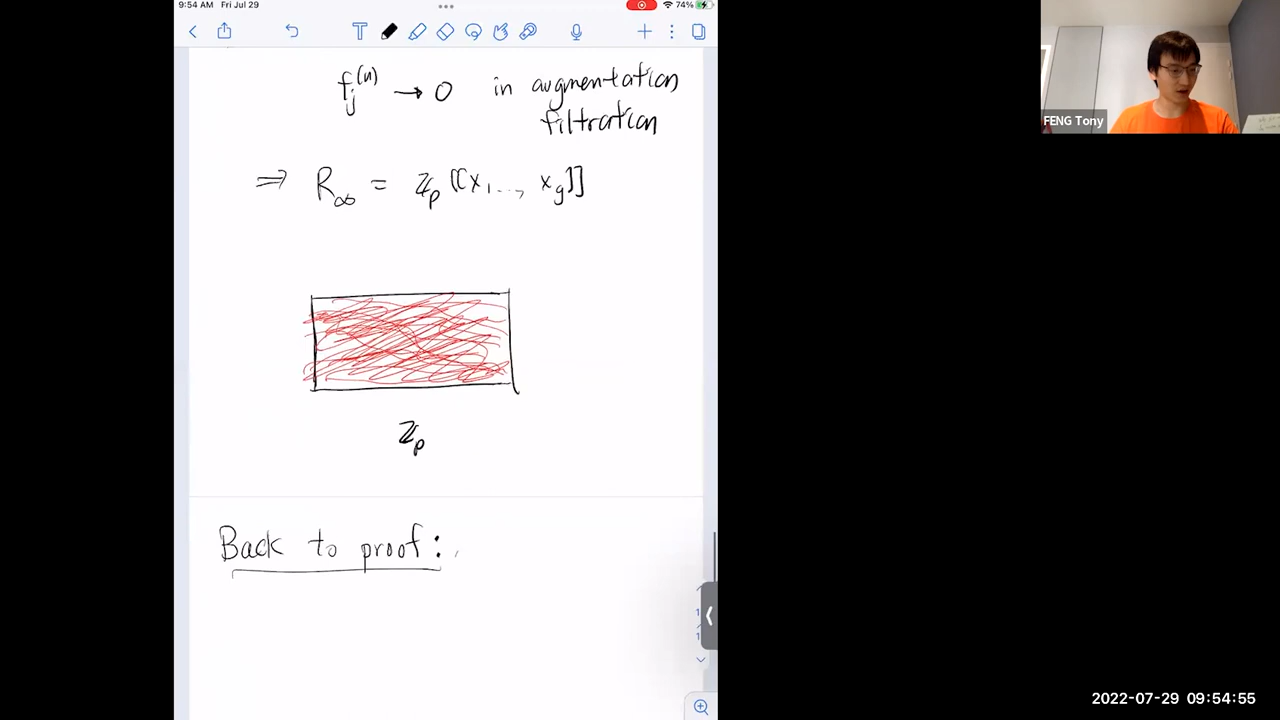 9:54 AM Fri Jul 29
74%
f_j^{(n)} → 0 in augmentation
filtration
⇒ R_∞ = ℤ_p [[x_1 ..., x_g]]
ℤ_p
Back to proof:
FENG Tony
2022-07-29 09:54:55